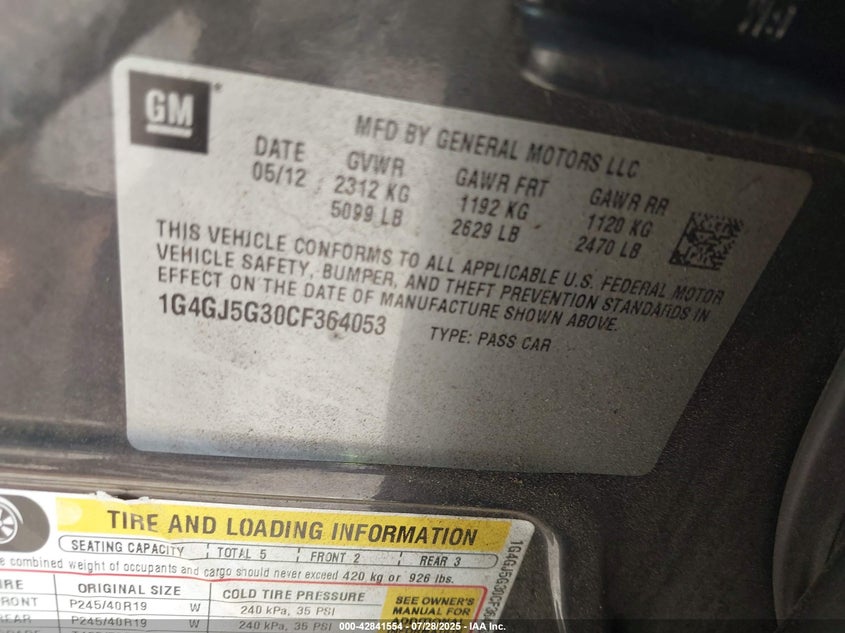 GM
MFD BY GENERAL MOTORS LLC
DATE GVWR GAWR FRT GAWR RR
05/12 2312 KG 1192 KG 1120 KG
5099 LB 2629 LB 2470 LB
THIS VEHICLE CONFORMS TO ALL APPLICABLE U.S. FEDERAL MOTOR
VEHICLE SAFETY, BUMPER, AND THEFT PREVENTION STANDARDS IN
EFFECT ON THE DATE OF MANUFACTURE SHOWN ABOVE.
1G4GJ5G30CF364053 TYPE: PASS CAR
TIRE AND LOADING INFORMATION
SEATING CAPACITY TOTAL 5 FRONT 2 REAR 3
combined weight of occupants and cargo should never exceed 420 kg or 926 lbs.
ORIGINAL SIZE COLD TIRE PRESSURE
P245/40R19 W 240 kPa, 35 PSI
P245/40R19 W 240 kPa, 35 PSI
SEE OWNER'S
MANUAL FOR
1G4GJ5G30CF36
000-42841554 - 07/28/2025 - IAA Inc.